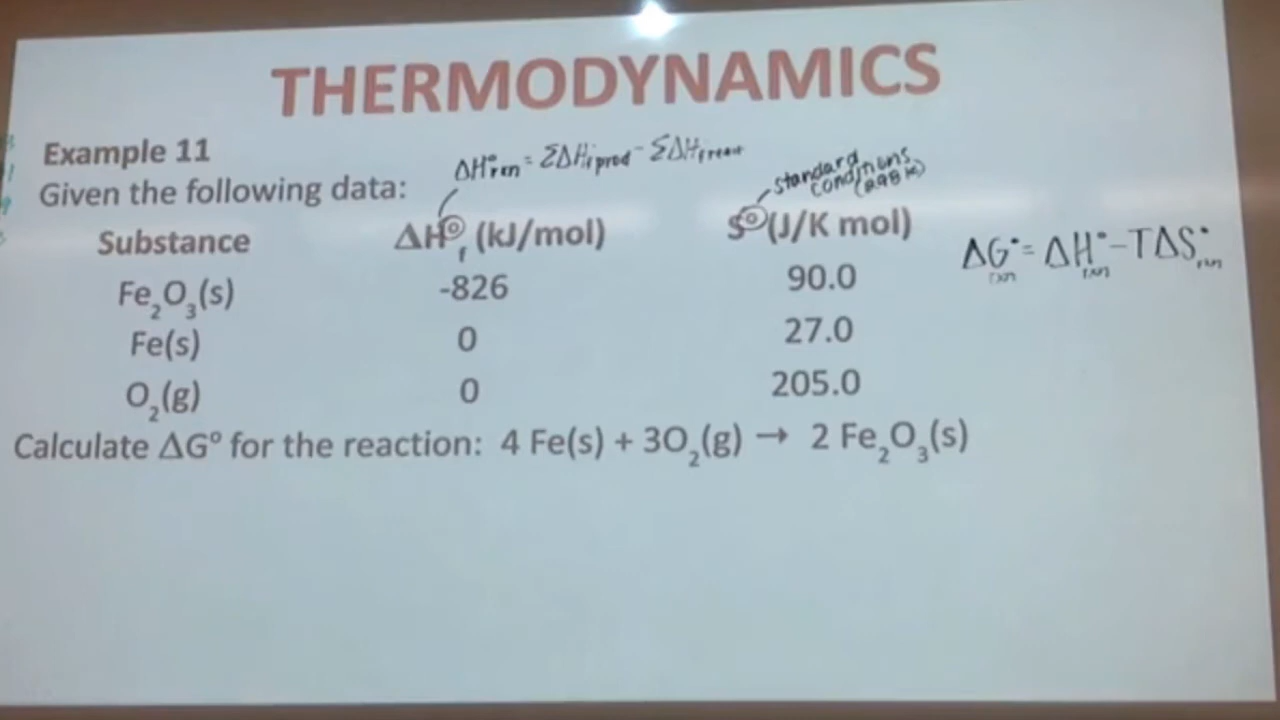 THERMODYNAMICS
Example 11
ΔH°rxn = ΣΔHf prod - ΣΔHf react
standard
conditions
(298 K)
Given the following data:
Substance ΔH°f (kJ/mol) S° (J/K mol)
ΔG°rxn = ΔH°rxn - TΔS°rxn
Fe2O3(s) -826 90.0
Fe(s) 0 27.0
O2(g) 0 205.0
Calculate ΔG° for the reaction: 4 Fe(s) + 3O2(g) → 2 Fe2O3(s)